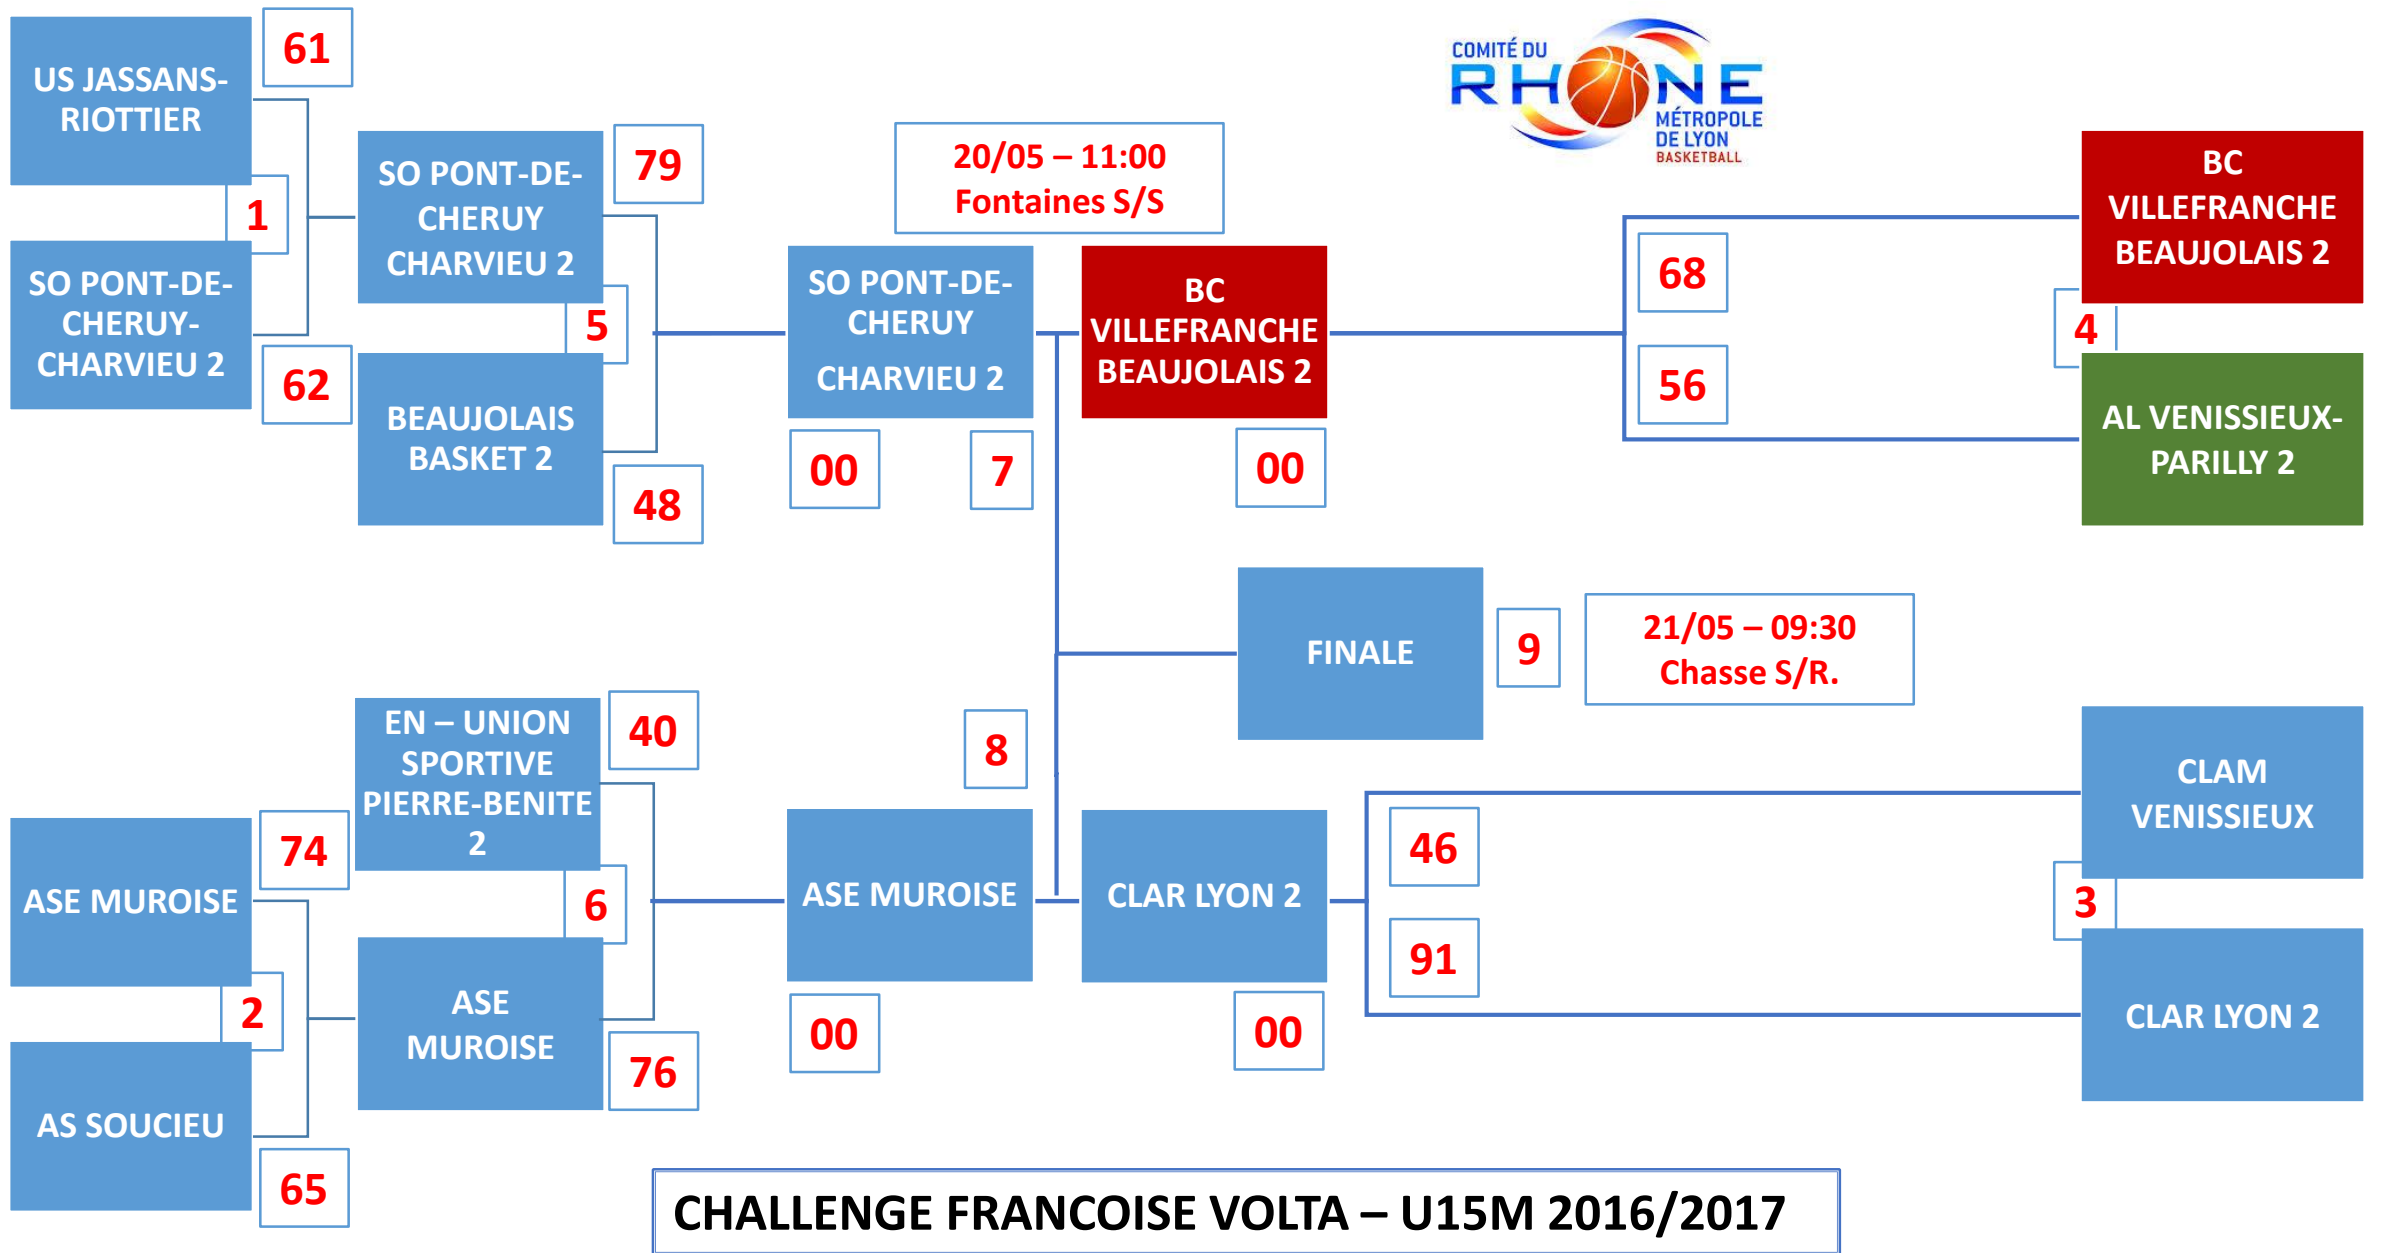 US JASSANS-
RIOTTIER
61
1
SO PONT-DE-
CHERUY-
CHARVIEU 2
62
SO PONT-DE-
CHERUY
CHARVIEU 2
79
5
BEAUJOLAIS
BASKET 2
48
20/05 – 11:00
Fontaines S/S
SO PONT-DE-
CHERUY
CHARVIEU 2
00
7
BC
VILLEFRANCHE
BEAUJOLAIS 2
00
COMITÉ DU
RHONE
MÉTROPOLE
DE LYON
BASKETBALL
68
56
BC
VILLEFRANCHE
BEAUJOLAIS 2
4
AL VENISSIEUX-
PARILLY 2
FINALE
9
21/05 – 09:30
Chasse S/R.
ASE MUROISE
74
2
AS SOUCIEU
65
EN – UNION
SPORTIVE
PIERRE-BENITE
2
40
6
ASE
MUROISE
76
8
ASE MUROISE
00
CLAR LYON 2
00
46
91
CLAM
VENISSIEUX
3
CLAR LYON 2
CHALLENGE FRANCOISE VOLTA – U15M 2016/2017